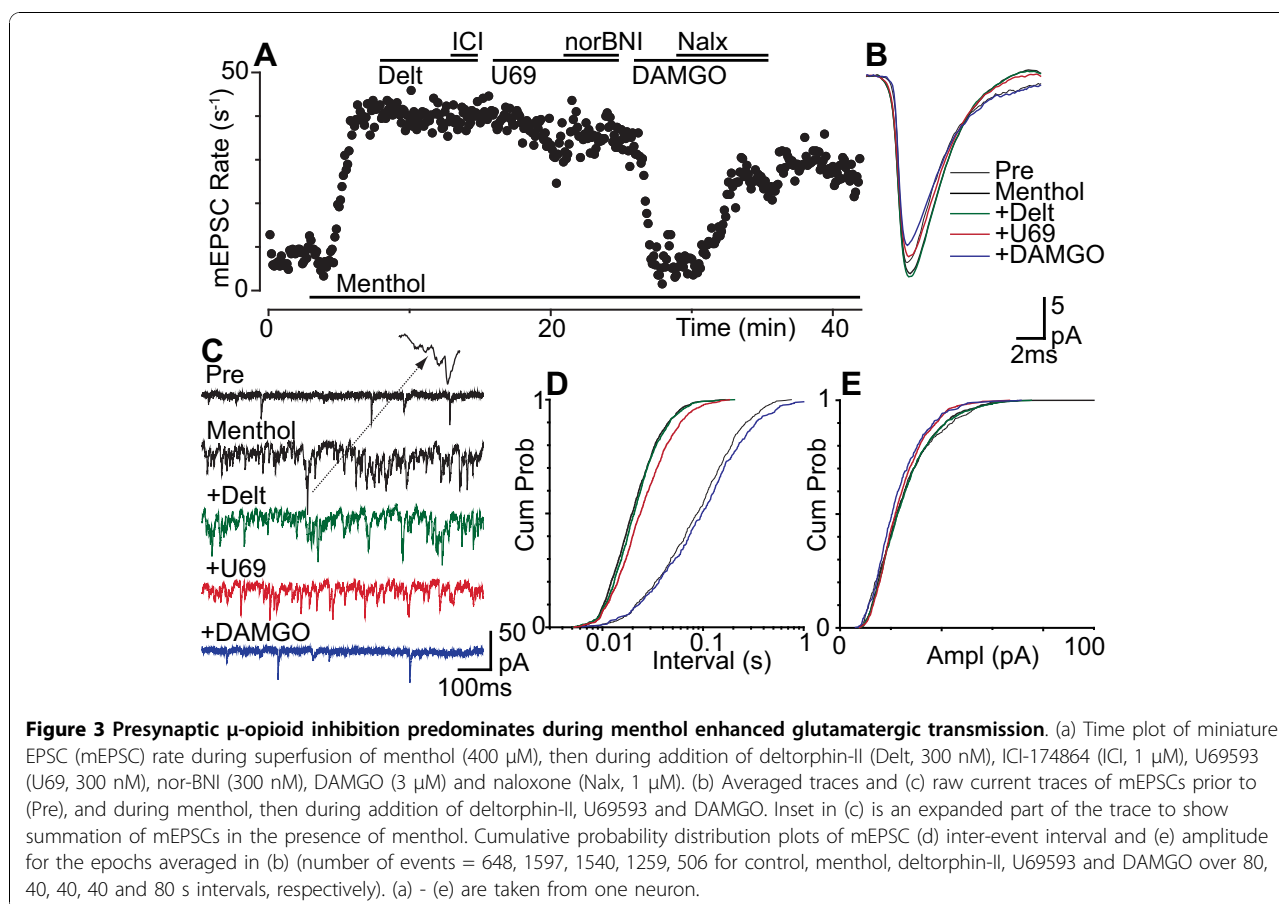 A
ICI
norBNI
Nalx
Delt
U69
DAMGO
50
0
mEPSC Rate (s⁻¹)
Menthol
0
20
Time (min)
40
B
Pre
Menthol
+Delt
+U69
+DAMGO
5
pA
2ms
C
Pre
Menthol
+Delt
+U69
+DAMGO
50
pA
100ms
D
1
Cum Prob
0
0.01
0.1
1
Interval (s)
E
1
Cum Prob
0
Ampl (pA)
100
Figure 3 Presynaptic μ-opioid inhibition predominates during menthol enhanced glutamatergic transmission. (a) Time plot of miniature
EPSC (mEPSC) rate during superfusion of menthol (400 μM), then during addition of deltorphin-II (Delt, 300 nM), ICI-174864 (ICI, 1 μM), U69593
(U69, 300 nM), nor-BNI (300 nM), DAMGO (3 μM) and naloxone (Nalx, 1 μM). (b) Averaged traces and (c) raw current traces of mEPSCs prior to
(Pre), and during menthol, then during addition of deltorphin-II, U69593 and DAMGO. Inset in (c) is an expanded part of the trace to show
summation of mEPSCs in the presence of menthol. Cumulative probability distribution plots of mEPSC (d) inter-event interval and (e) amplitude
for the epochs averaged in (b) (number of events = 648, 1597, 1540, 1259, 506 for control, menthol, deltorphin-II, U69593 and DAMGO over 80,
40, 40, 40 and 80 s intervals, respectively). (a) - (e) are taken from one neuron.